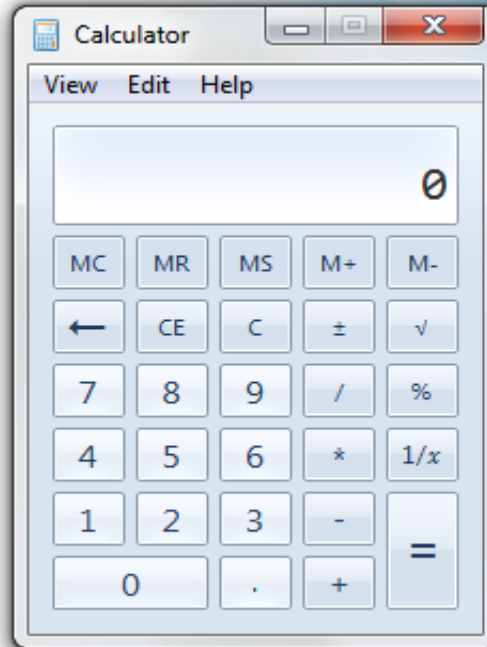 Calculator
View Edit Help
0
MC MR MS M+ M-
← CE C ± √
7 8 9 / %
4 5 6 * 1/x
1 2 3 - =
0 . +